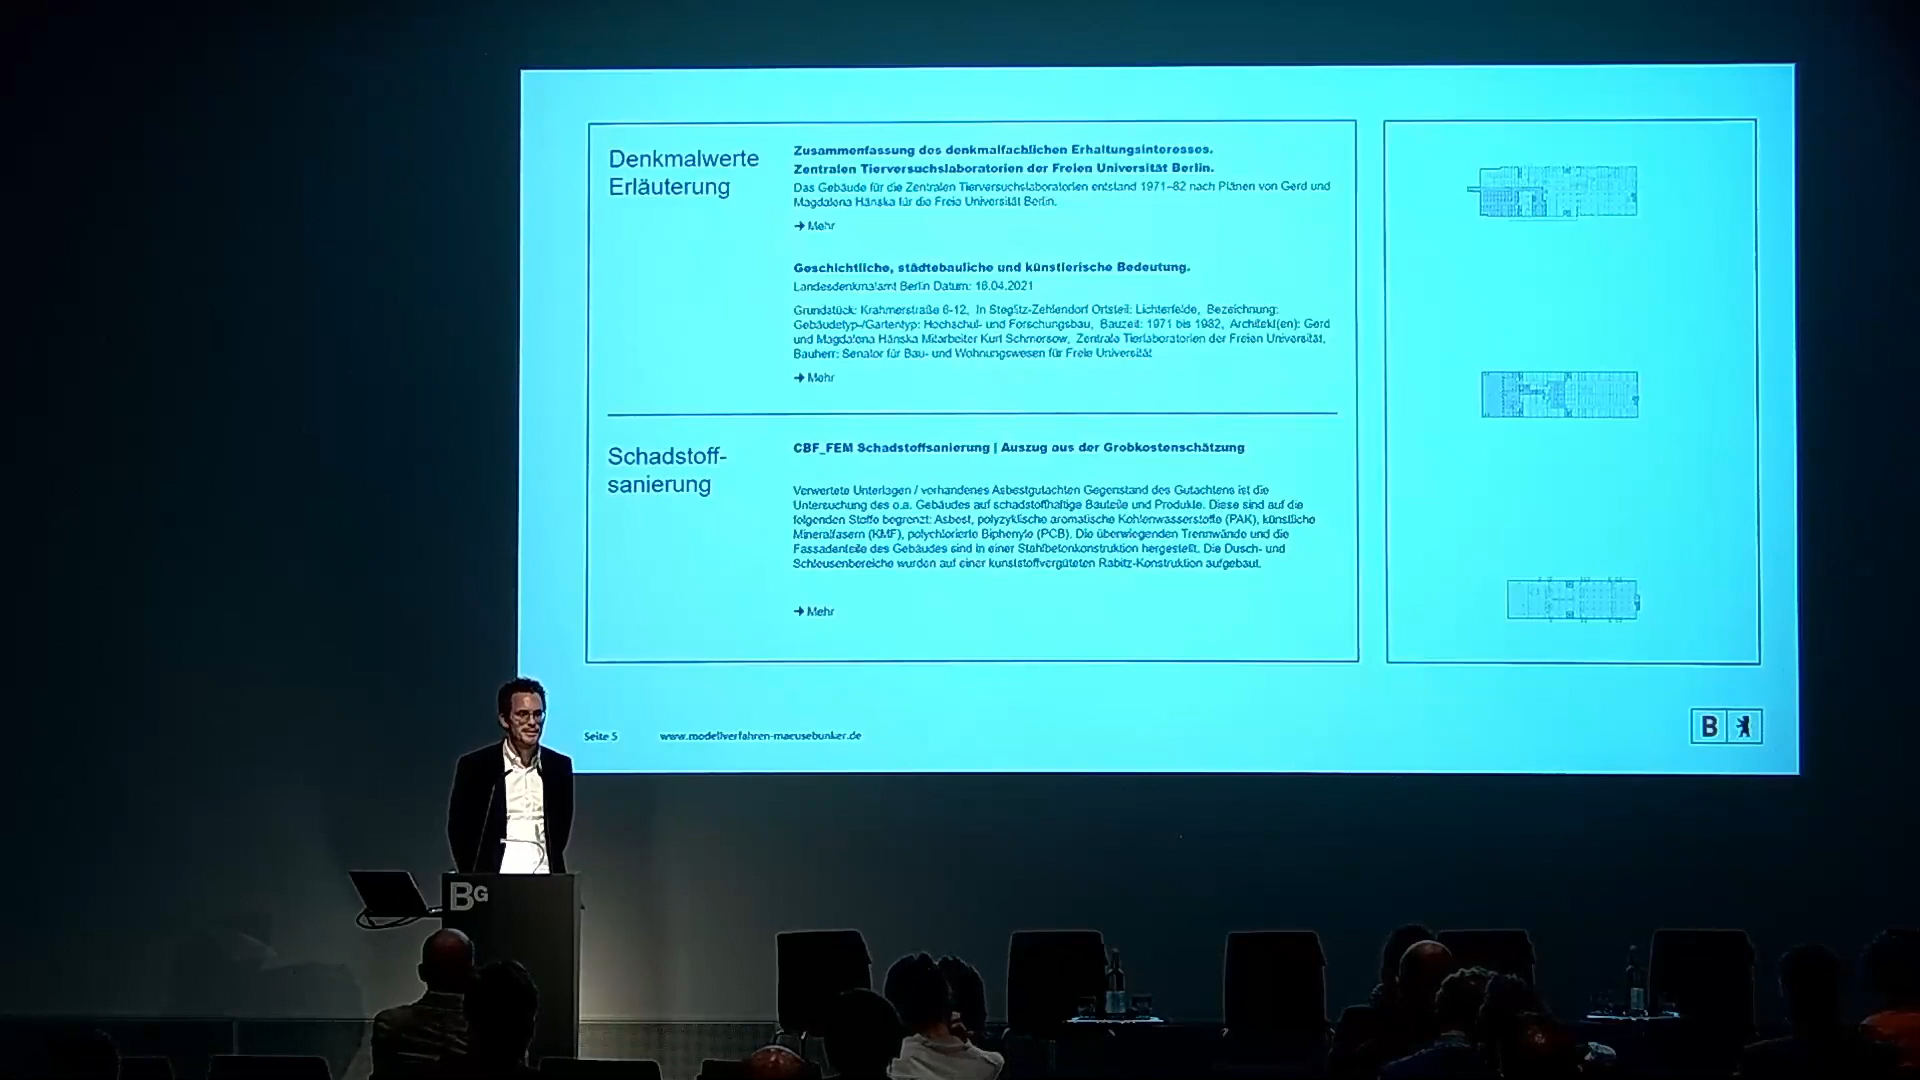 Denkmalwerte
Erläuterung
Zusammenfassung des denkmalfachlichen Erhaltungsinteresses.
Zentralen Tierversuchslaboratorien der Freien Universität Berlin.
Das Gebäude für die Zentralen Tierversuchslaboratorien entstand 1971–82 nach Plänen von Gerd und
Magdalena Hänska für die Freie Universität Berlin.
→ Mehr
Geschichtliche, städtebauliche und künstlerische Bedeutung.
Landesdenkmalamt Berlin Datum: 16.04.2021
Grundstück: Krahmerstraße 6-12, In Steglitz-Zehlendorf Ortsteil: Lichterfelde, Bezeichnung:
Gebäudetyp-/Gartentyp: Hochschul- und Forschungsbau, Bauzeit: 1971 bis 1982, Architekt(en): Gerd
und Magdalena Hänska Mitarbeiter Kurt Schmersow, Zentrale Tierlaboratorien der Freien Universität,
Bauherr: Senator für Bau- und Wohnungswesen für Freie Universität
→ Mehr
Schadstoff-
sanierung
CBF_FEM Schadstoffsanierung | Auszug aus der Grobkostenschätzung
Verwertete Unterlagen / vorhandenes Asbestgutachten Gegenstand des Gutachtens ist die
Untersuchung des o.a. Gebäudes auf schadstoffhaltige Bauteile und Produkte. Diese sind auf die
folgenden Stoffe begrenzt: Asbest, polyzyklische aromatische Kohlenwasserstoffe (PAK), künstliche
Mineralfasern (KMF), polychlorierte Biphenyle (PCB). Die überwiegenden Trennwände und die
Fassadenteile des Gebäudes sind in einer Stahlbetonkonstruktion hergestellt. Die Dusch- und
Schleusenbereiche wurden auf einer kunststoffvergüteten Rabitz-Konstruktion aufgebaut.
→ Mehr
Seite 5
www.modellverfahren-maeusebunker.de
B
BG